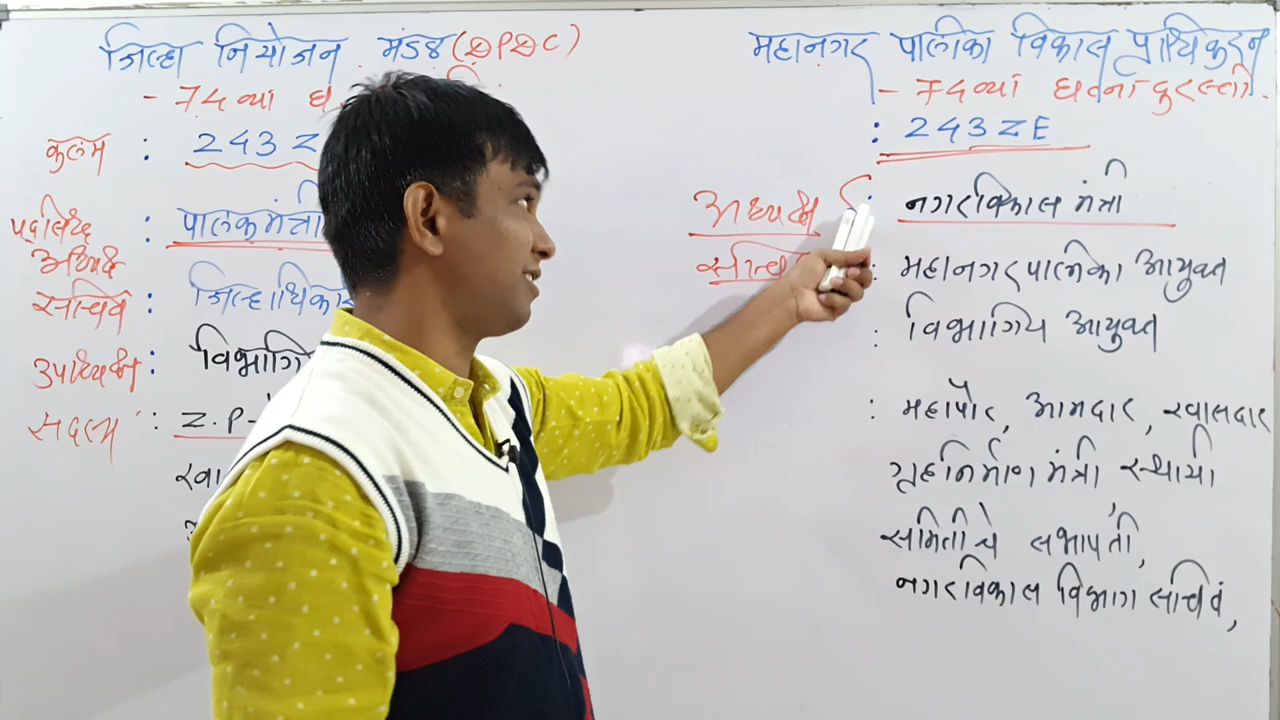 जिल्हा नियोजन मंडळ (DPDC)
- 74 व्या
कलम : 243 Z
पदसिध्द अध्यक्ष : पालकमंत्री
सचिव : जिल्हाधिका
उपाध्यक्ष : विभागि
सदस्य : Z.P-
खा
महानगर पालीका विकास प्राधिकरण
- 74 व्या घटना दुरुस्ती.
: 243 ZE
अध्यक्ष : नगरविकास मंत्री
: महानगरपालिका आयुक्त
: विभागिय आयुक्त
: महापौर, आमदार, खासदार
गृहनिर्माण मंत्री स्थायी
समितीचे सभापती,
नगरविकास विभाग सचिव,